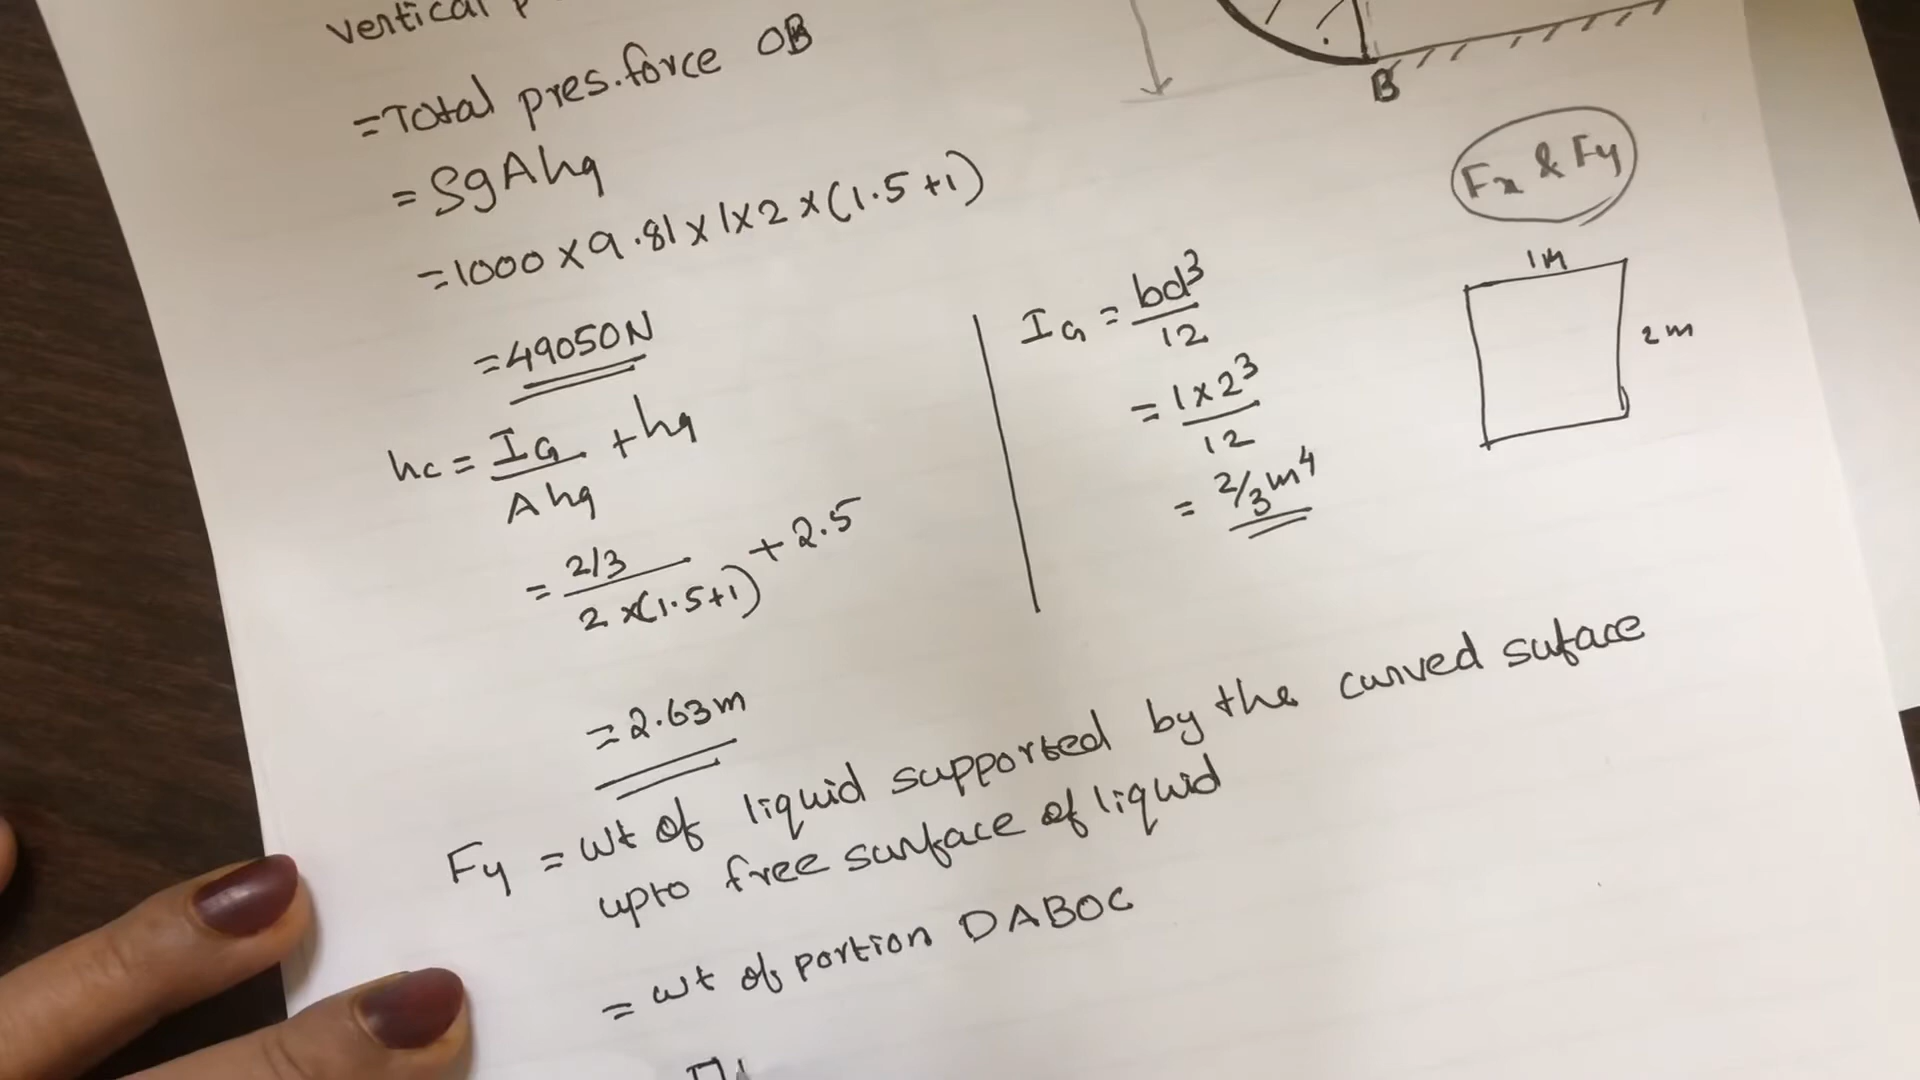 vertical
=Total pres.force OB
= ρgAhG
=1000×9.81×1×2×(1.5+1)
=49050N
hc = IG/AhG + hG
= 2/3/2×(1.5+1) + 2.5
=2.63m
IG = bd³/12
= 1×2³/12
= 2/3m⁴
B
Fx & Fy
1M
2m
Fy = wt of liquid supported by the curved suface
upto free surface of liquid
= wt of portion DABOC